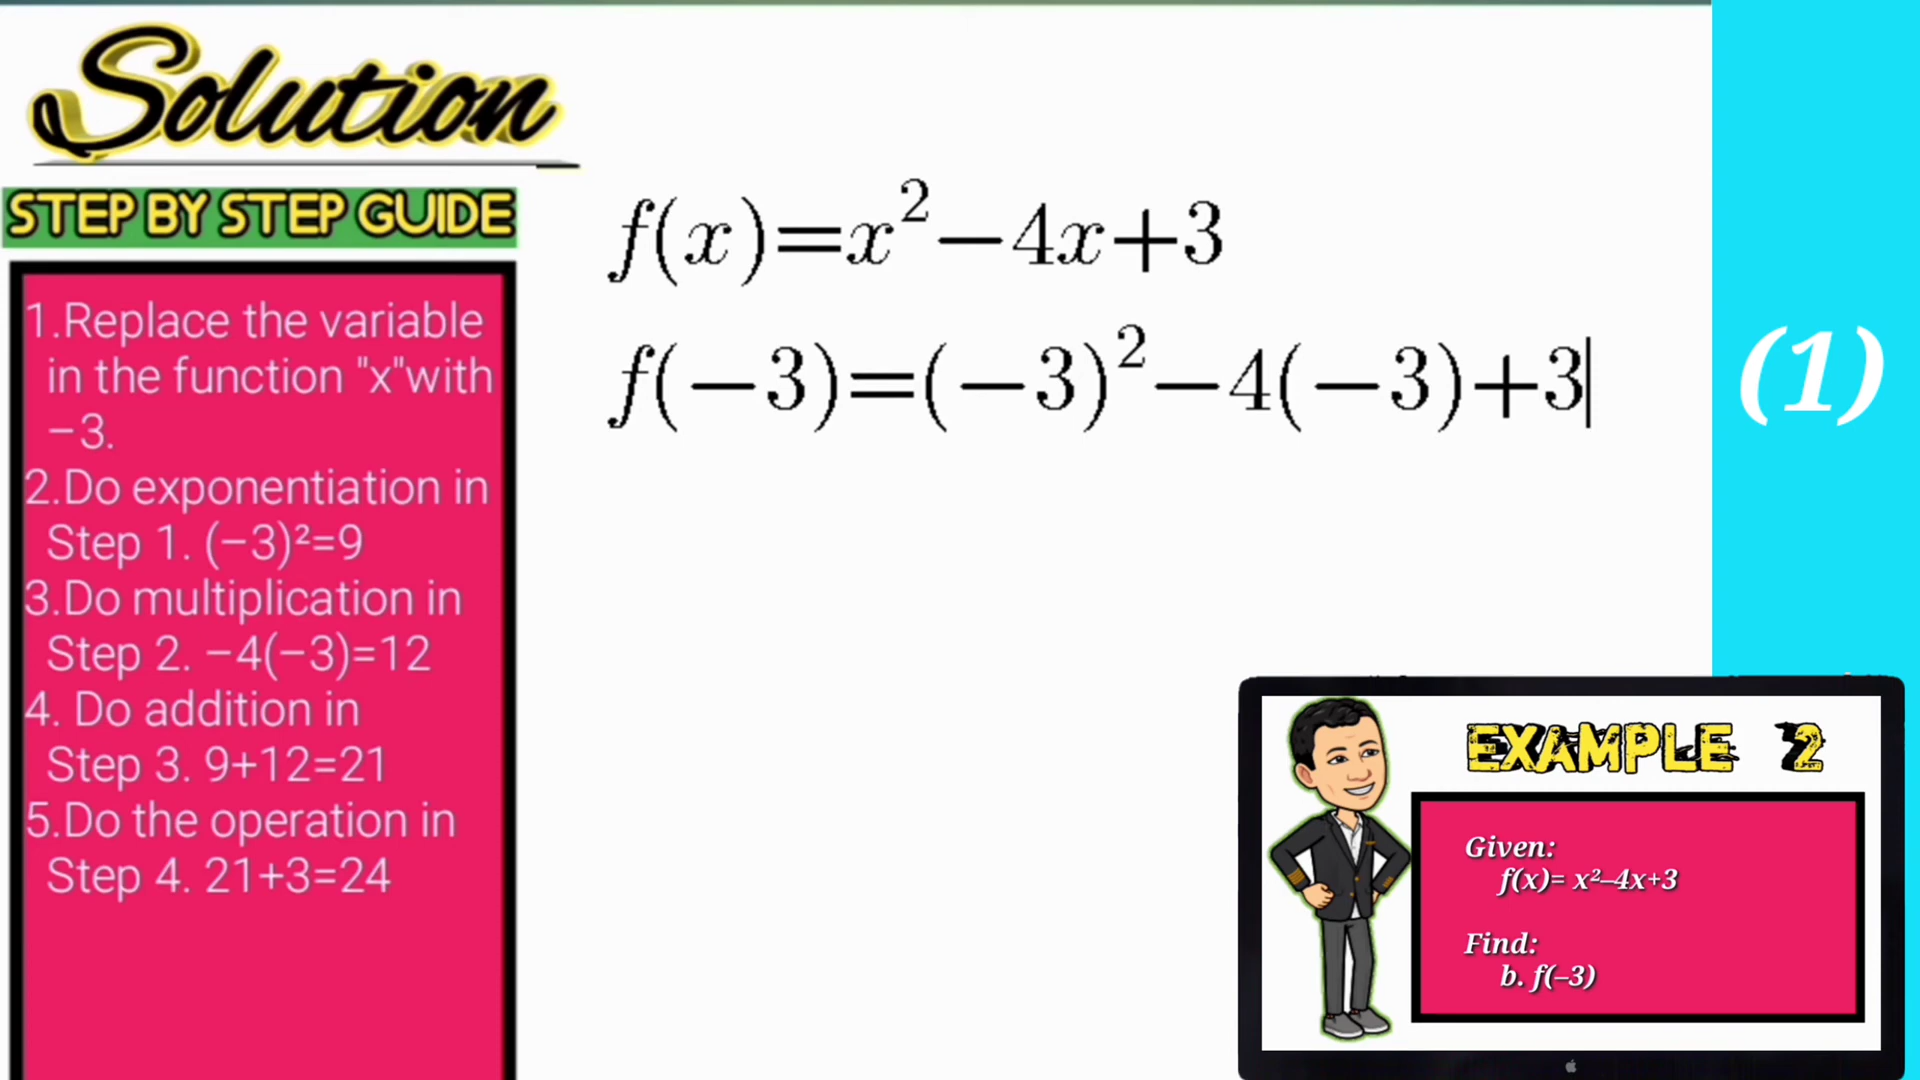 Solution
STEP BY STEP GUIDE
1.Replace the variable
in the function "x"with
−3.
2.Do exponentiation in
Step 1. (−3)²=9
3.Do multiplication in
Step 2. −4(−3)=12
4. Do addition in
Step 3. 9+12=21
5.Do the operation in
Step 4. 21+3=24
f(x)=x²−4x+3
f(−3)=(−3)²−4(−3)+3
(1)
EXAMPLE 2
Given:
f(x)= x²–4x+3
Find:
b. f(–3)